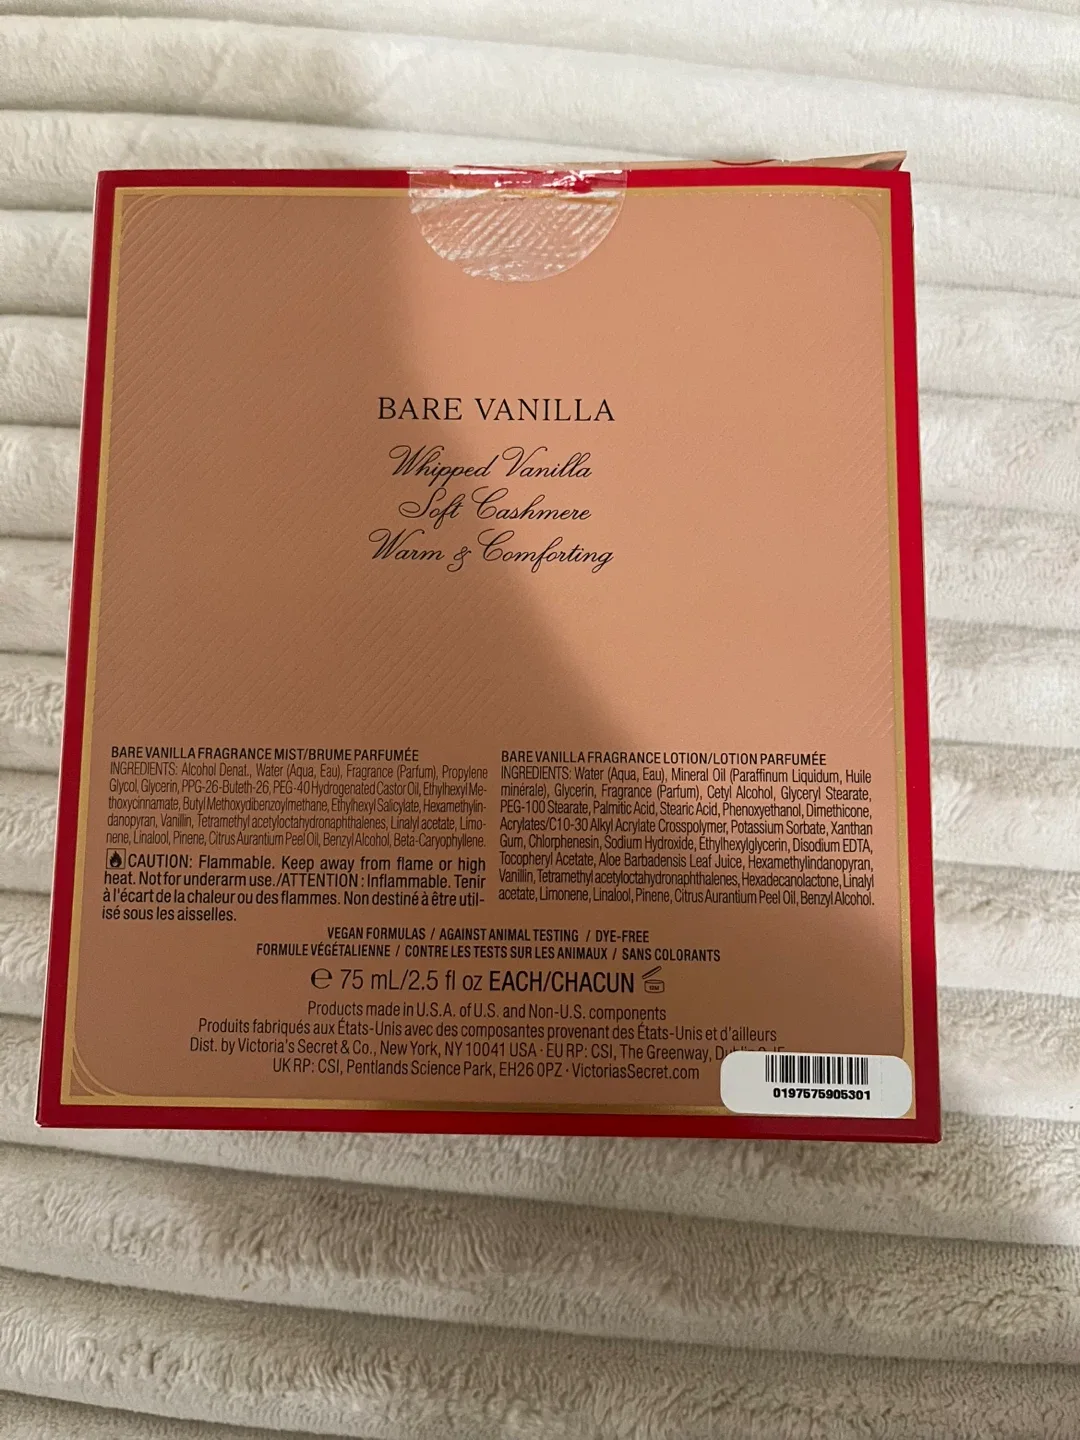 BARE VANILLA
Whipped Vanilla
Soft Cashmere
Warm & Comforting
BARE VANILLA FRAGRANCE MIST/BRUME PARFUMÉE
INGREDIENTS: Alcohol Denat., Water (Aqua, Eau), Fragrance (Parfum), Propylene
Glycol, Glycerin, PPG-26-Buteth-26, PEG-40 Hydrogenated Castor Oil, Ethylhexyl Me-
thoxycinnamate, Butyl Methoxydibenzoylmethane, Ethylhexyl Salicylate, Hexamethylin-
danopyran, Vanillin, Tetramethyl acetyloctahydronaphthalenes, Linalyl acetate, Limo-
nene, Linalool, Pinene, Citrus Aurantium Peel Oil, Benzyl Alcohol, Beta-Caryophyllene.
CAUTION: Flammable. Keep away from flame or high
heat. Not for underarm use./ATTENTION : Inflammable. Tenir
à l'écart de la chaleur ou des flammes. Non destiné à être util-
isé sous les aisselles.
BARE VANILLA FRAGRANCE LOTION/LOTION PARFUMÉE
INGREDIENTS: Water (Aqua, Eau), Mineral Oil (Paraffinum Liquidum, Huile
minérale), Glycerin, Fragrance (Parfum), Cetyl Alcohol, Glyceryl Stearate,
PEG-100 Stearate, Palmitic Acid, Stearic Acid, Phenoxyethanol, Dimethicone,
Acrylates/C10-30 Alkyl Acrylate Crosspolymer, Potassium Sorbate, Xanthan
Gum, Chlorphenesin, Sodium Hydroxide, Ethylhexylglycerin, Disodium EDTA,
Tocopheryl Acetate, Aloe Barbadensis Leaf Juice, Hexamethylindanopyran,
Vanillin, Tetramethyl acetyloctahydronaphthalenes, Hexadecanolactone, Linalyl
acetate, Limonene, Linalool, Pinene, Citrus Aurantium Peel Oil, Benzyl Alcohol.
VEGAN FORMULAS / AGAINST ANIMAL TESTING / DYE-FREE
FORMULE VÉGÉTALIENNE / CONTRE LES TESTS SUR LES ANIMAUX / SANS COLORANTS
℮ 75 mL/2.5 fl oz EACH/CHACUN
Products made in U.S.A. of U.S. and Non-U.S. components
Produits fabriqués aux États-Unis avec des composantes provenant des États-Unis et d'ailleurs
Dist. by Victoria's Secret & Co., New York, NY 10041 USA · EU RP: CSI, The Greenway,
UK RP: CSI, Pentlands Science Park, EH26 0PZ · VictoriasSecret.com
0197575905301